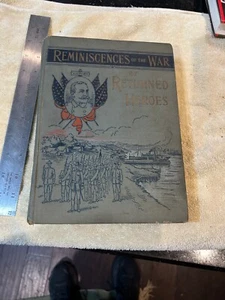 REMINISCENCES OF THE WAR
RETURNED
HEROES